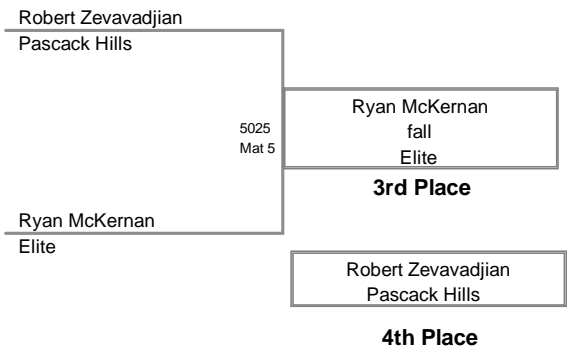 Robert Zevavadjian
Pascack Hills
5025
Mat 5
Ryan McKernan
fall
Elite
3rd Place
Ryan McKernan
Elite
Robert Zevavadjian
Pascack Hills
4th Place